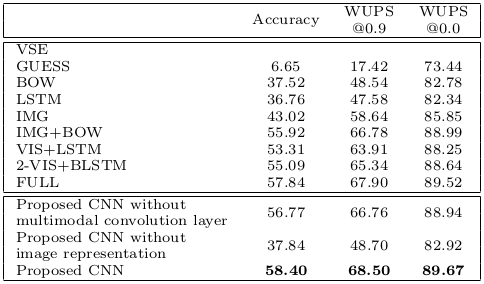 Accuracy WUPS @0.9 WUPS @0.0
VSE
GUESS 6.65 17.42 73.44
BOW 37.52 48.54 82.78
LSTM 36.76 47.58 82.34
IMG 43.02 58.64 85.85
IMG+BOW 55.92 66.78 88.99
VIS+LSTM 53.31 63.91 88.25
2-VIS+BLSTM 55.09 65.34 88.64
FULL 57.84 67.90 89.52
Proposed CNN without
multimodal convolution layer 56.77 66.76 88.94
Proposed CNN without
image representation 37.84 48.70 82.92
Proposed CNN 58.40 68.50 89.67